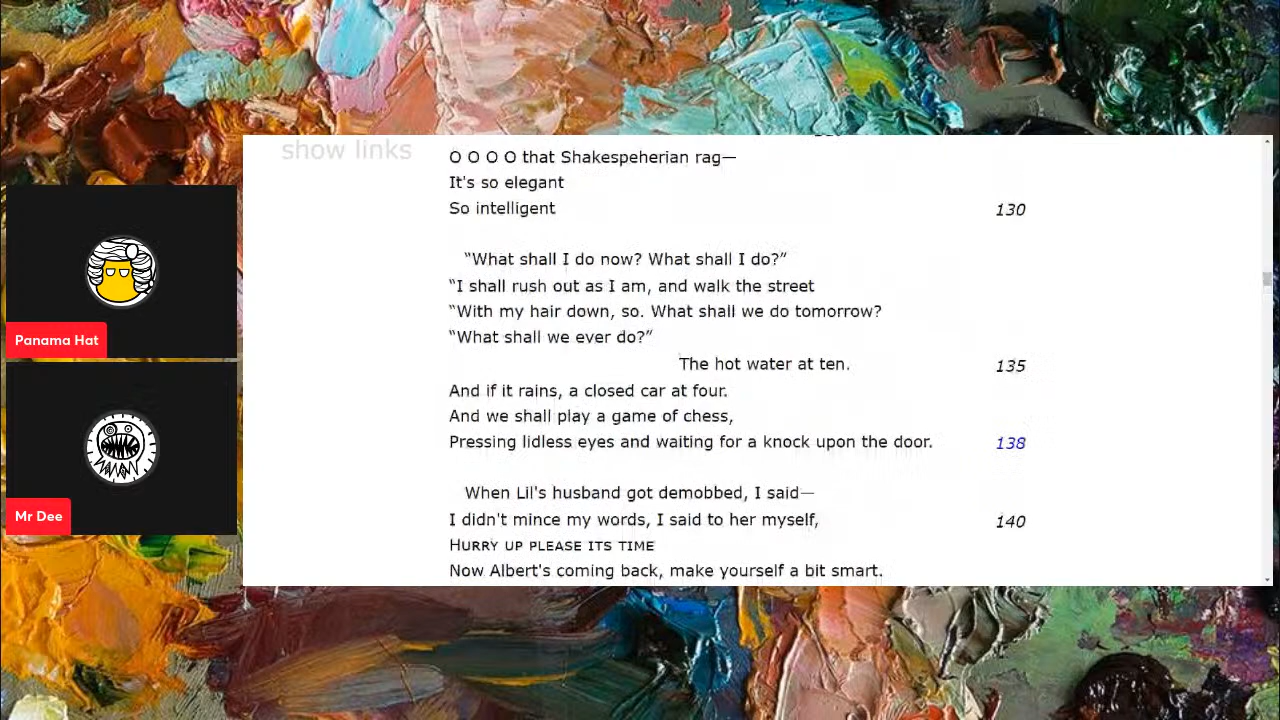 show links
O O O O that Shakespeherian rag—
It's so elegant
So intelligent 130
“What shall I do now? What shall I do?”
“I shall rush out as I am, and walk the street
“With my hair down, so. What shall we do tomorrow?
“What shall we ever do?”
The hot water at ten. 135
And if it rains, a closed car at four.
And we shall play a game of chess,
Pressing lidless eyes and waiting for a knock upon the door. 138
When Lil's husband got demobbed, I said—
I didn't mince my words, I said to her myself, 140
HURRY UP PLEASE ITS TIME
Now Albert's coming back, make yourself a bit smart.
Panama Hat
Mr Dee